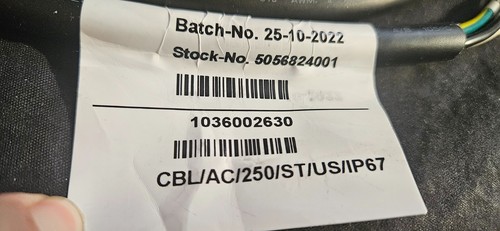 Batch-No. 25-10-2022
Stock-No. 5056824001
1036002630
CBL/AC/250/ST/US/IP67